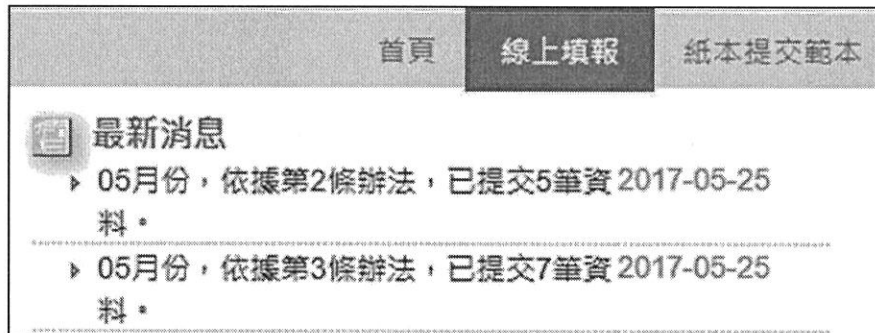 首頁 線上填報 紙本提交範本
最新消息
05月份，依據第2條辦法，已提交5筆資 2017-05-25
料。
05月份，依據第3條辦法，已提交7筆資 2017-05-25
料。